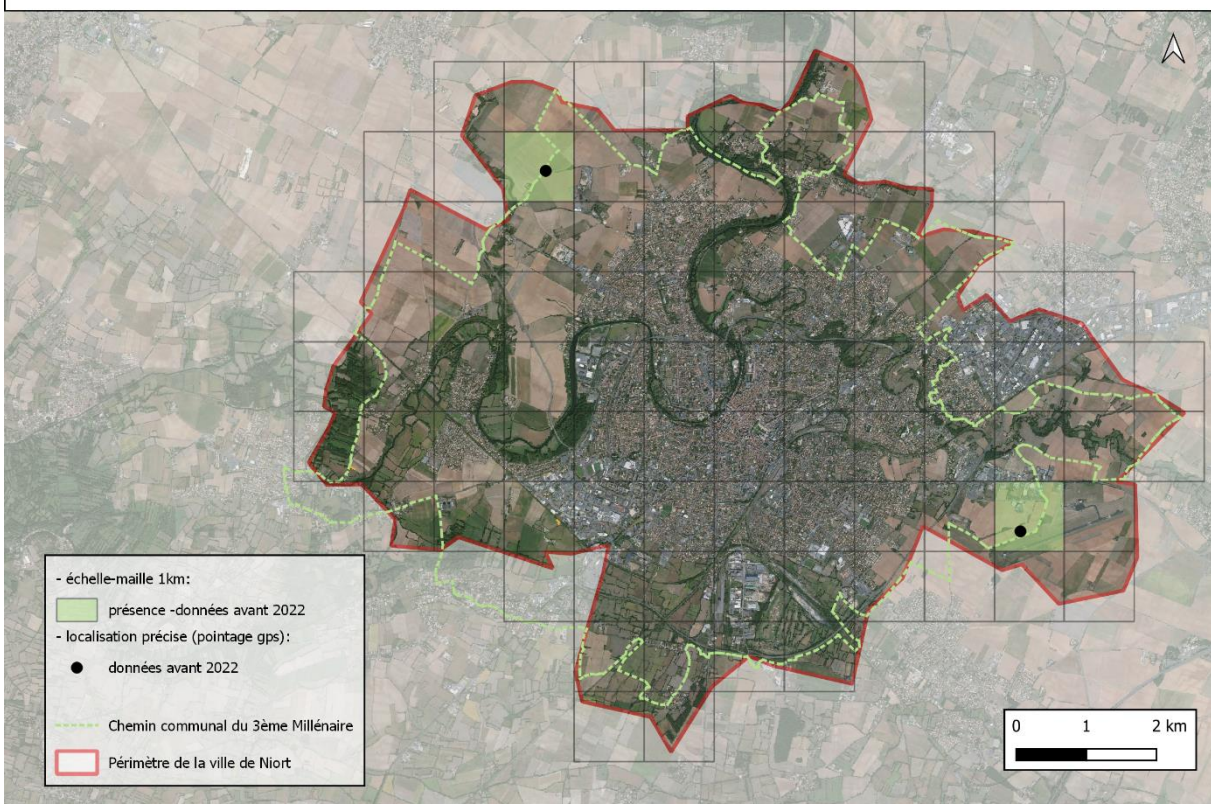 - échelle-maille 1km:
présence -données avant 2022
- localisation précise (pointage gps):
données avant 2022
Chemin communal du 3ème Millénaire
Périmètre de la ville de Niort
0 1 2 km